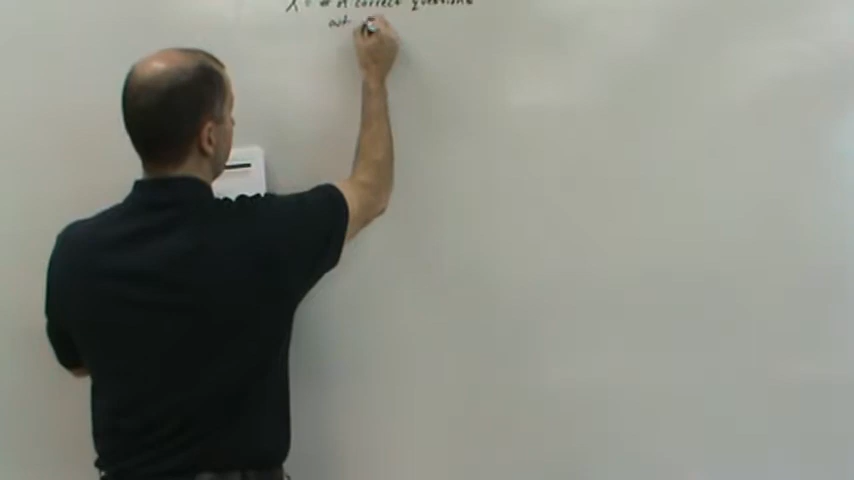 X = # of correct questions
out